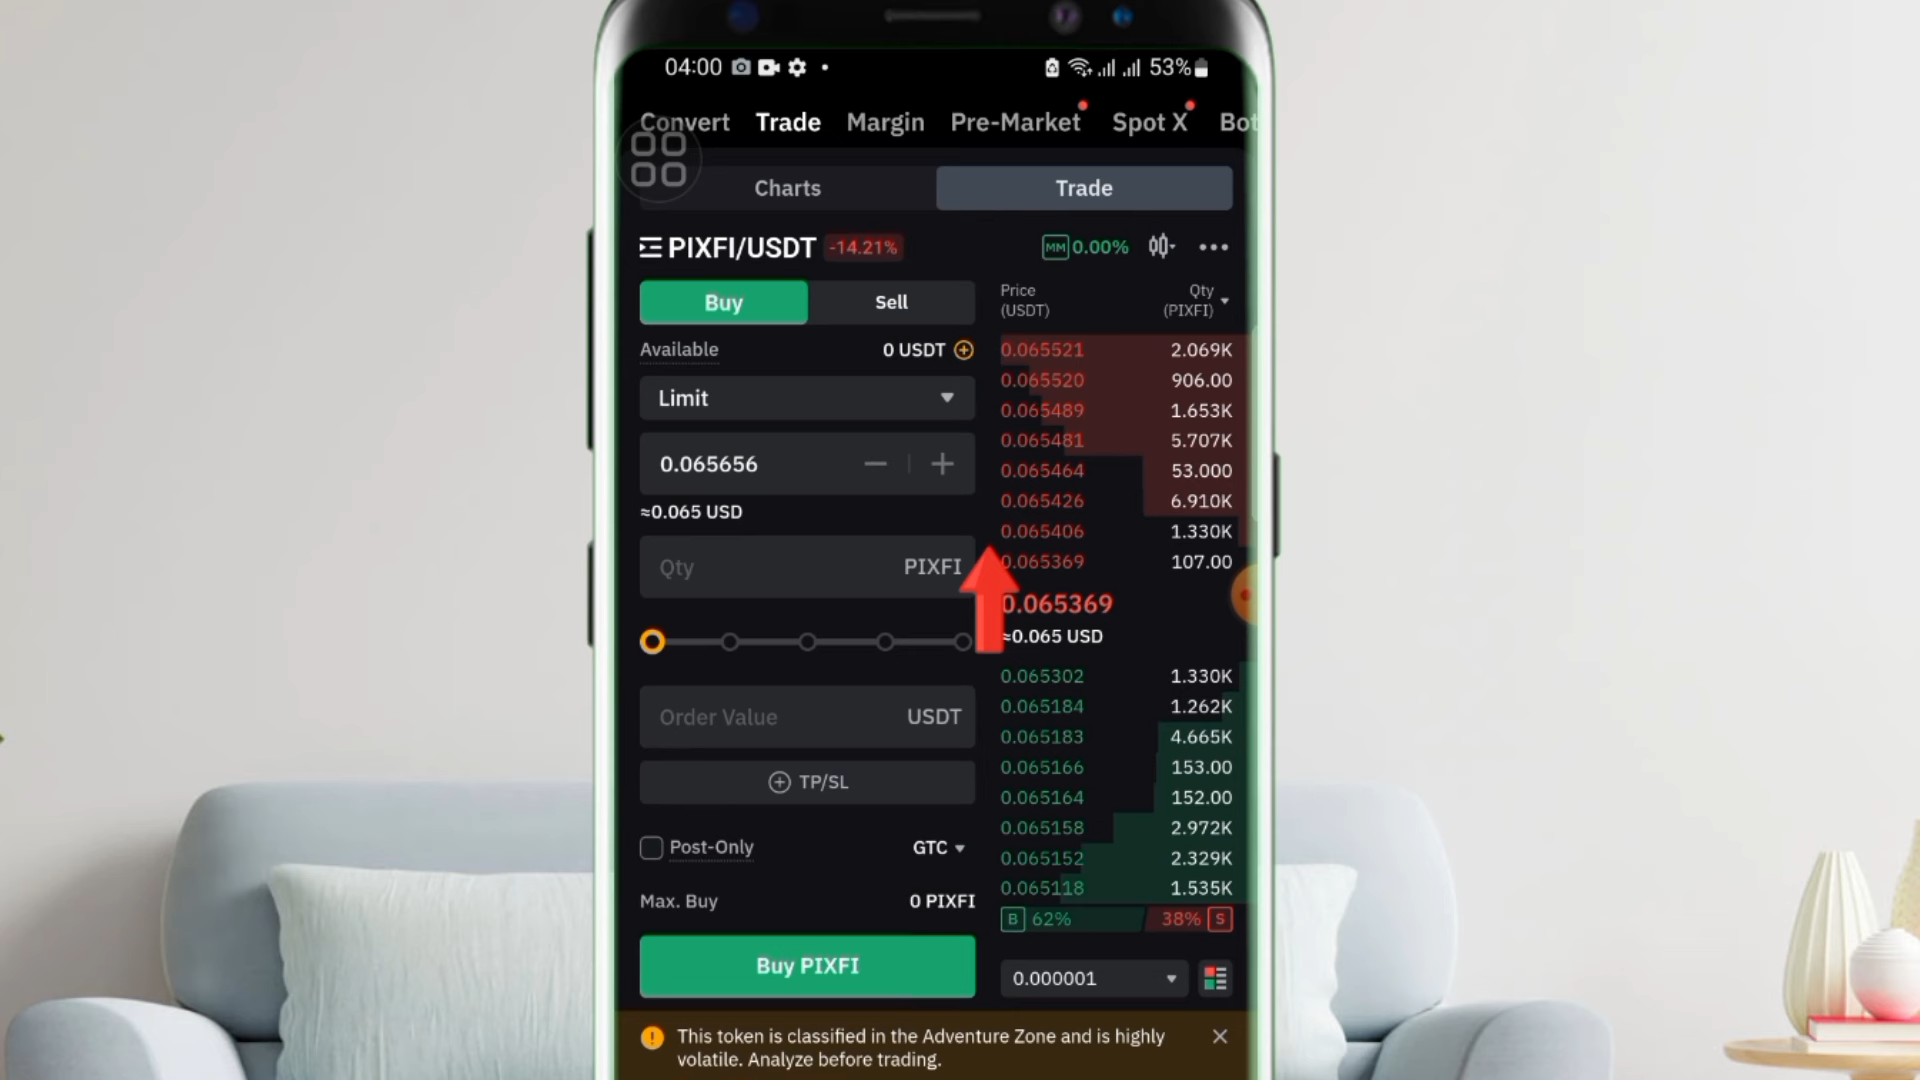 04:00
53%
Convert Trade Margin Pre-Market Spot X Bot
Charts Trade
PIXFI/USDT -14.21% MM 0.00%
Buy Sell
Available 0 USDT
Limit
0.065656
≈0.065 USD
Qty PIXFI
Order Value USDT
TP/SL
Post-Only GTC
Max. Buy 0 PIXFI
Buy PIXFI
Price Qty
(USDT) (PIXFI)
0.065521 2.069K
0.065520 906.00
0.065489 1.653K
0.065481 5.707K
0.065464 53.000
0.065426 6.910K
0.065406 1.330K
0.065369 107.00
0.065369
≈0.065 USD
0.065302 1.330K
0.065184 1.262K
0.065183 4.665K
0.065166 153.00
0.065164 152.00
0.065158 2.972K
0.065152 2.329K
0.065118 1.535K
B 62% 38% S
0.000001
This token is classified in the Adventure Zone and is highly
volatile. Analyze before trading.